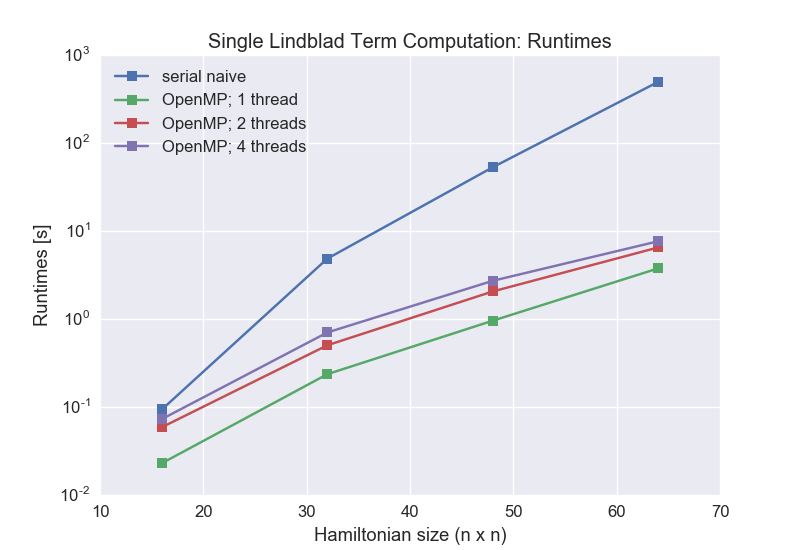 Single Lindblad Term Computation: Runtimes
10³
serial naive
OpenMP; 1 thread
OpenMP; 2 threads
OpenMP; 4 threads
10²
10¹
10⁰
10⁻¹
10⁻²
Runtimes [s]
10 20 30 40 50 60 70
Hamiltonian size (n x n)